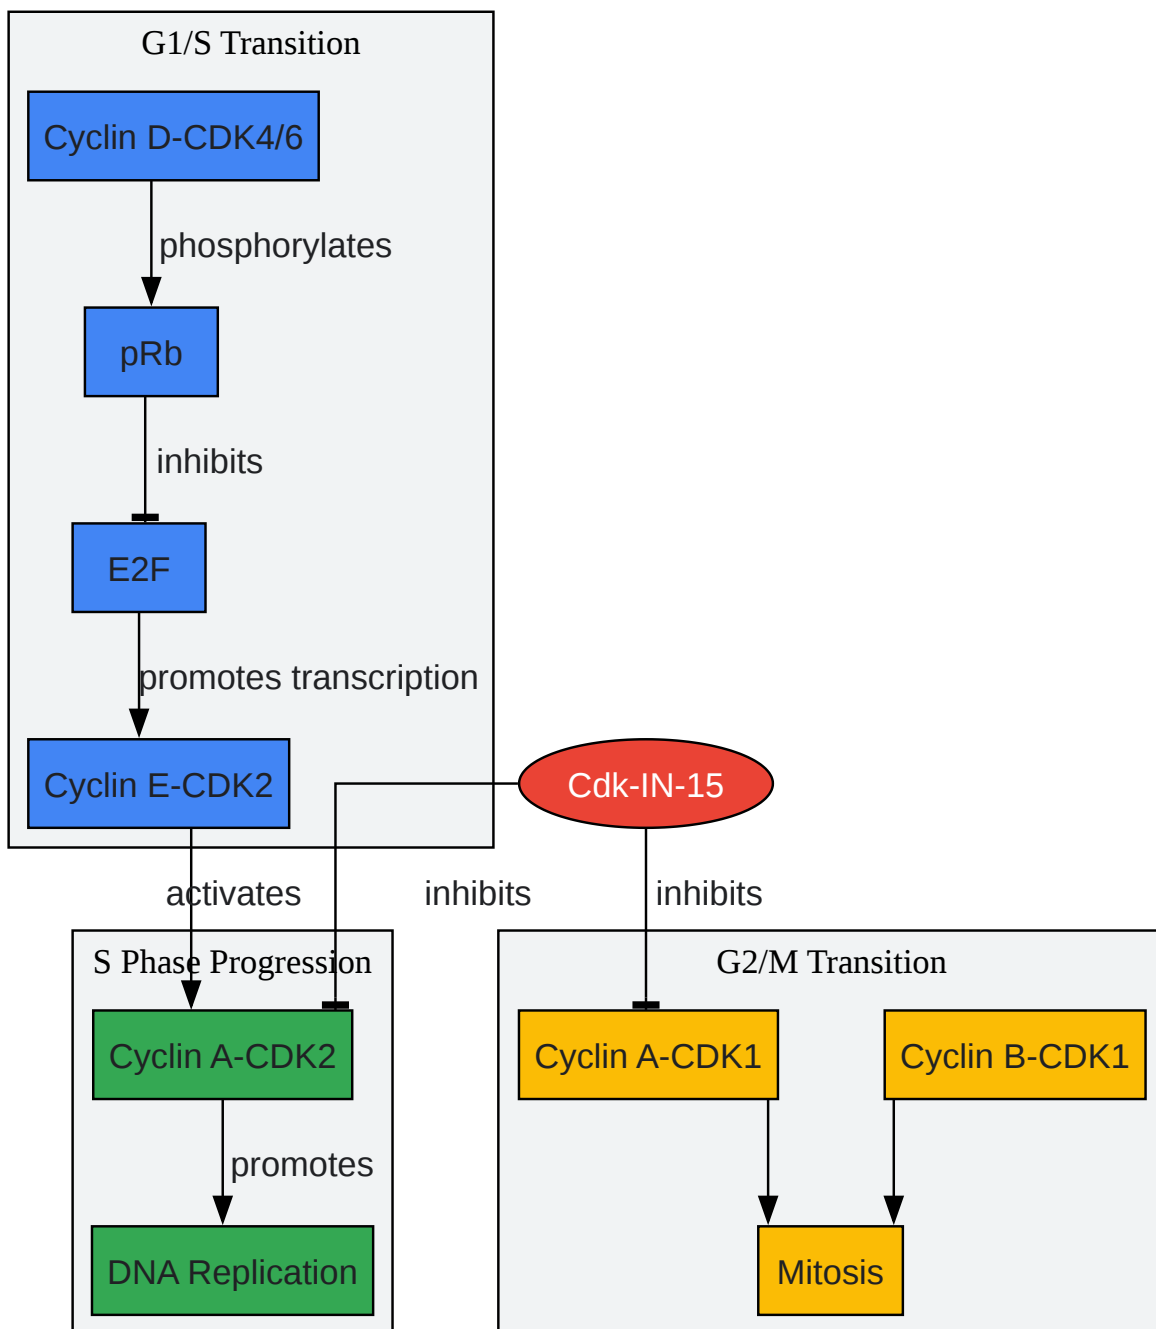 G1/S Transition
Cyclin D-CDK4/6
phosphorylates
pRb
inhibits
E2F
promotes transcription
Cyclin E-CDK2
Cdk-IN-15
activates
inhibits
inhibits
S Phase Progression
G2/M Transition
Cyclin A-CDK2
Cyclin A-CDK1
Cyclin B-CDK1
promotes
DNA Replication
Mitosis